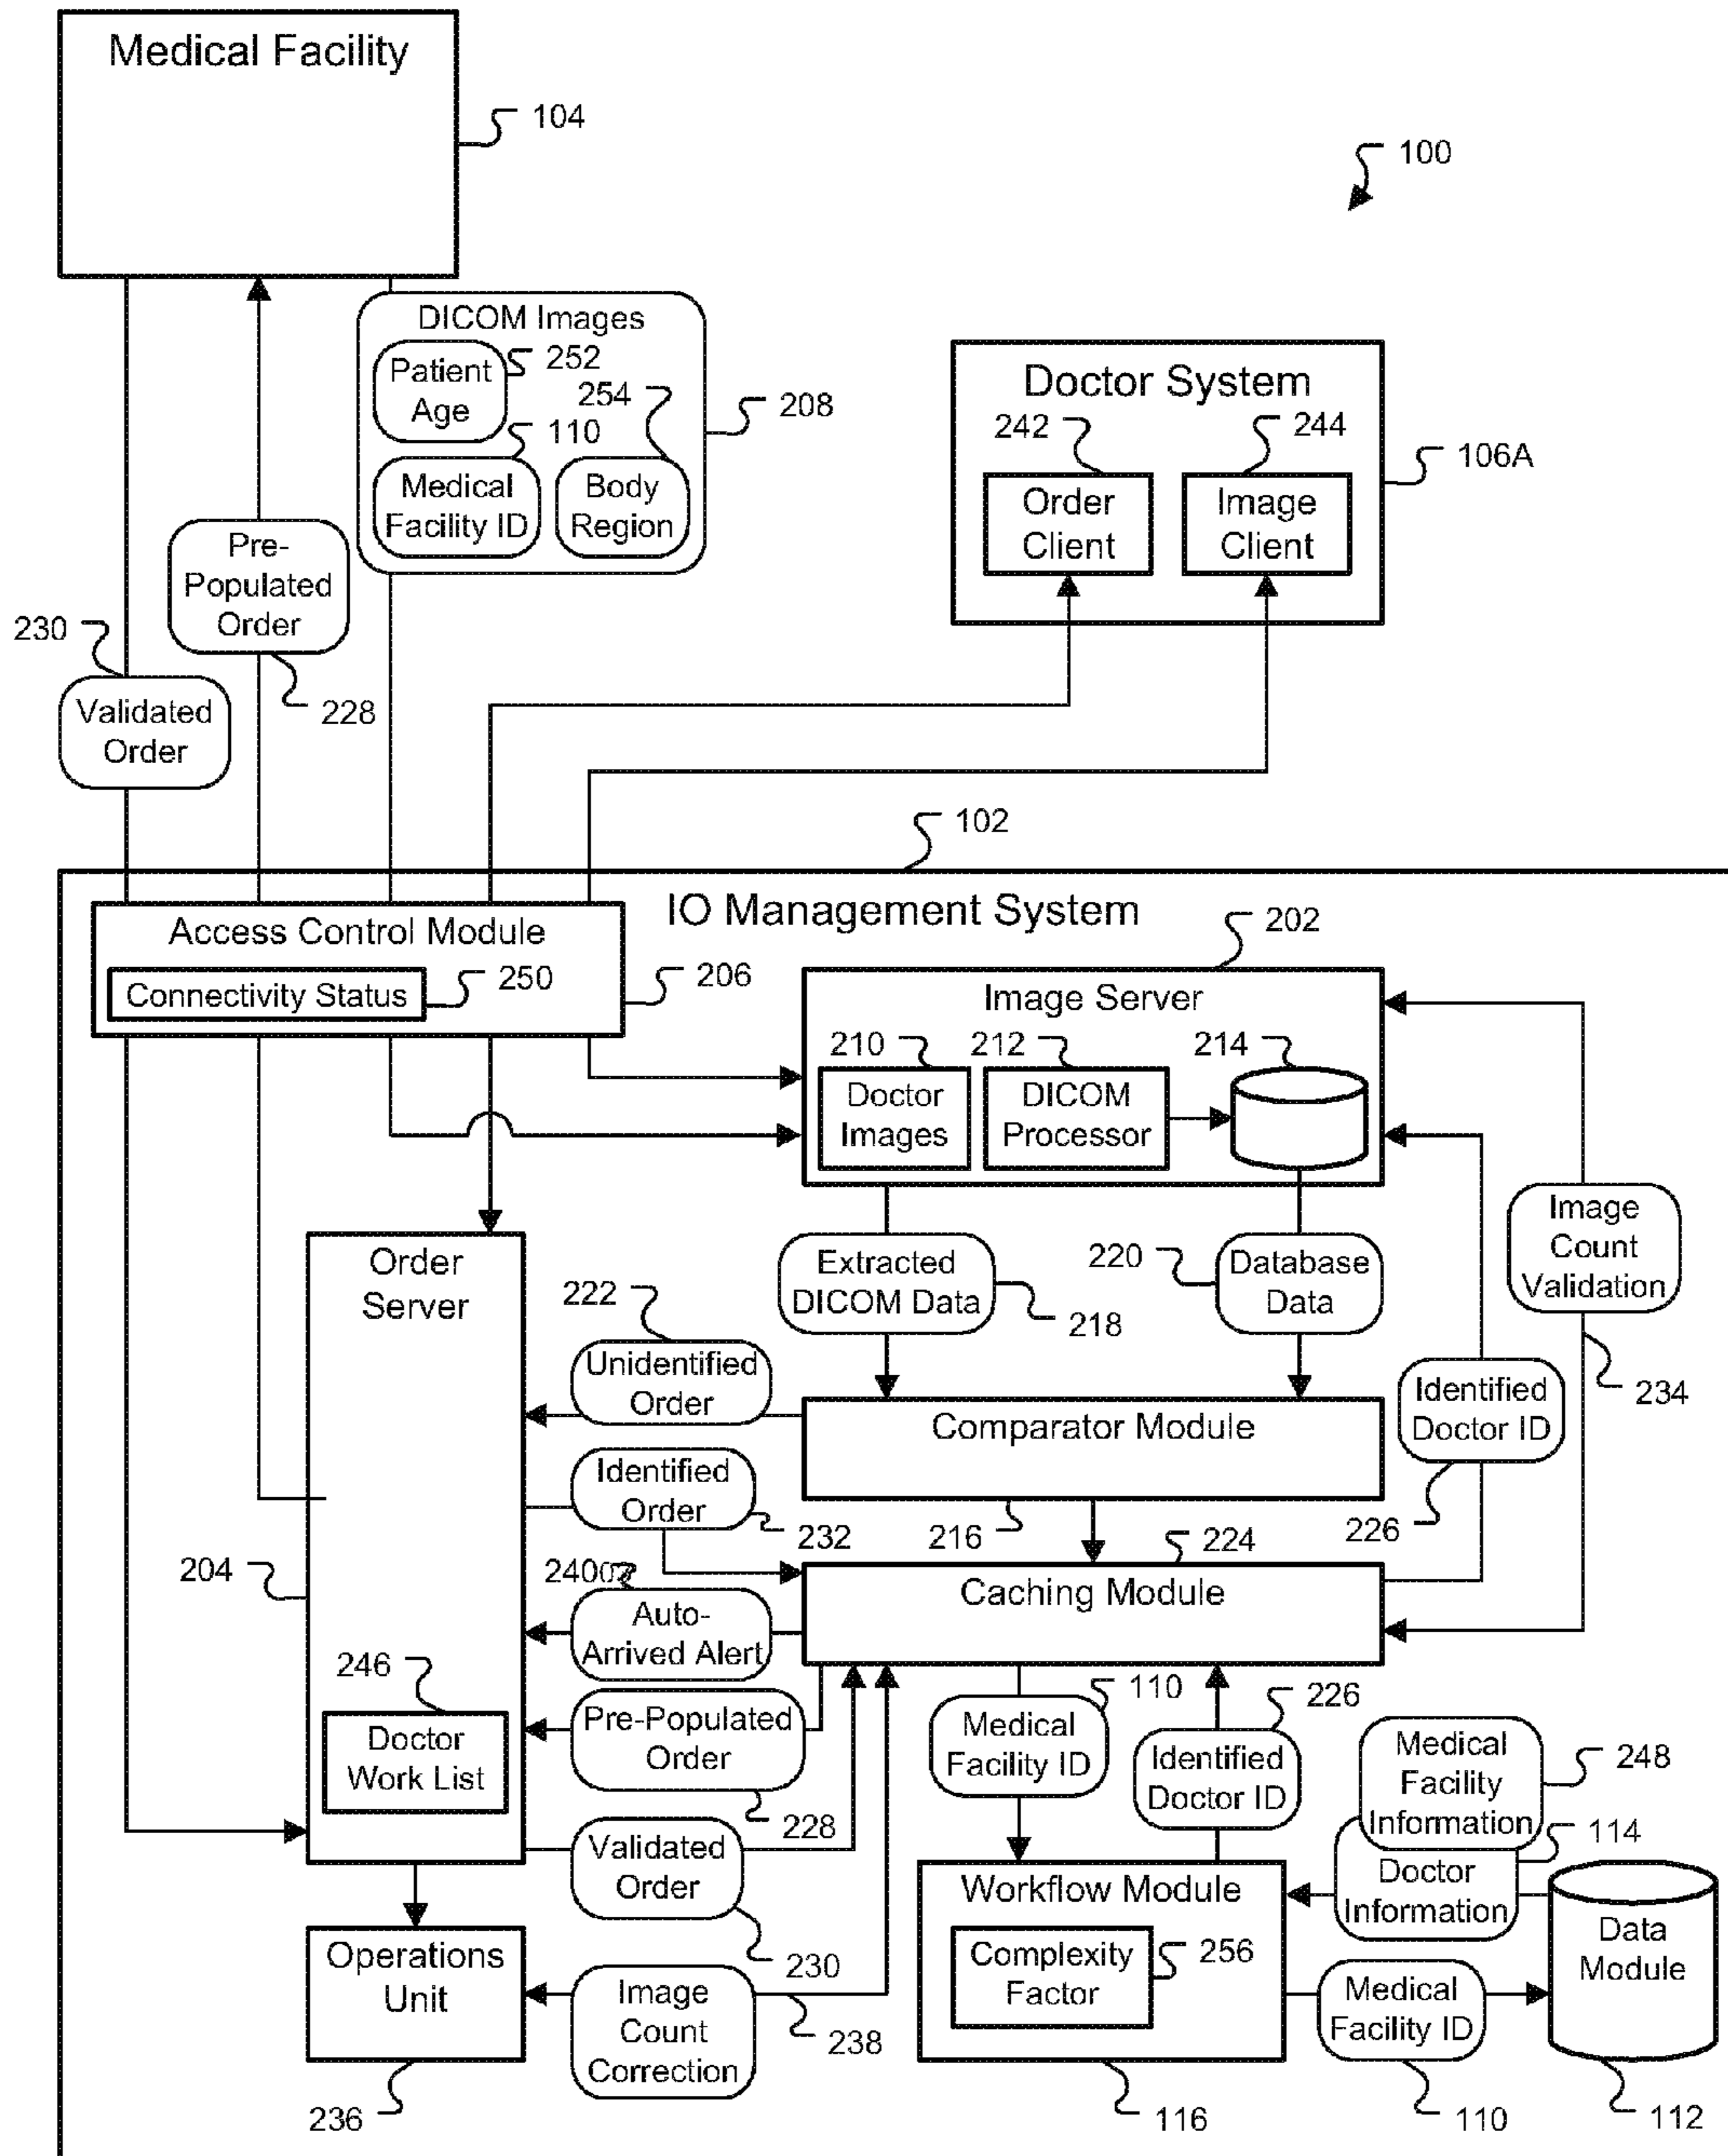 Medical Facility
104
100
DICOM Images
Patient
Age
252
254
208
110
Medical
Facility ID
Body
Region
Doctor System
242
244
106A
Order
Client
Image
Client
Pre-
Populated
Order
230
228
Validated
Order
102
IO Management System
Access Control Module
Connectivity Status
250
206
202
Image Server
210
212
214
Doctor
Images
DICOM
Processor
Order
Server
Extracted
DICOM Data
218
220
Database
Data
Image
Count
Validation
234
222
Unidentified
Order
Comparator Module
216
Identified
Doctor ID
226
Identified
Order
232
224
204
Caching Module
Auto-
Arrived Alert
246
Doctor
Work List
Pre-Populated
Order
228
110
Medical
Facility ID
226
Identified
Doctor ID
Medical
Facility
Information
248
114
Doctor
Information
Validated
Order
230
Workflow Module
Complexity
Factor
256
Data
Module
Operations
Unit
Image
Count
Correction
238
Medical
Facility ID
236
116
110
112